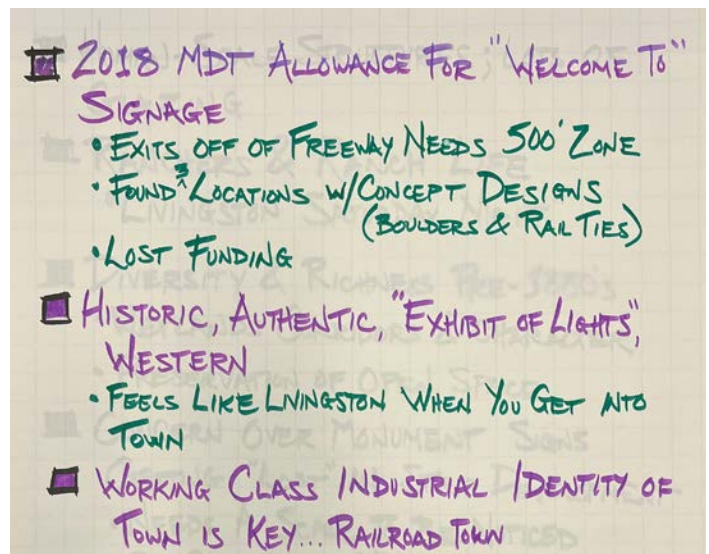 2018 MDT ALLOWANCE FOR "WELCOME TO"
SIGNAGE
• EXITS OFF OF FREEWAY NEEDS 500' ZONE
• FOUND ^3 LOCATIONS W/CONCEPT DESIGNS
(BOULDERS & RAIL TIES)
• LOST FUNDING
HISTORIC, AUTHENTIC, "EXHIBIT OF LIGHTS",
WESTERN
• FEELS LIKE LIVINGSTON WHEN YOU GET INTO
TOWN
WORKING CLASS INDUSTRIAL IDENTITY OF
TOWN IS KEY... RAILROAD TOWN